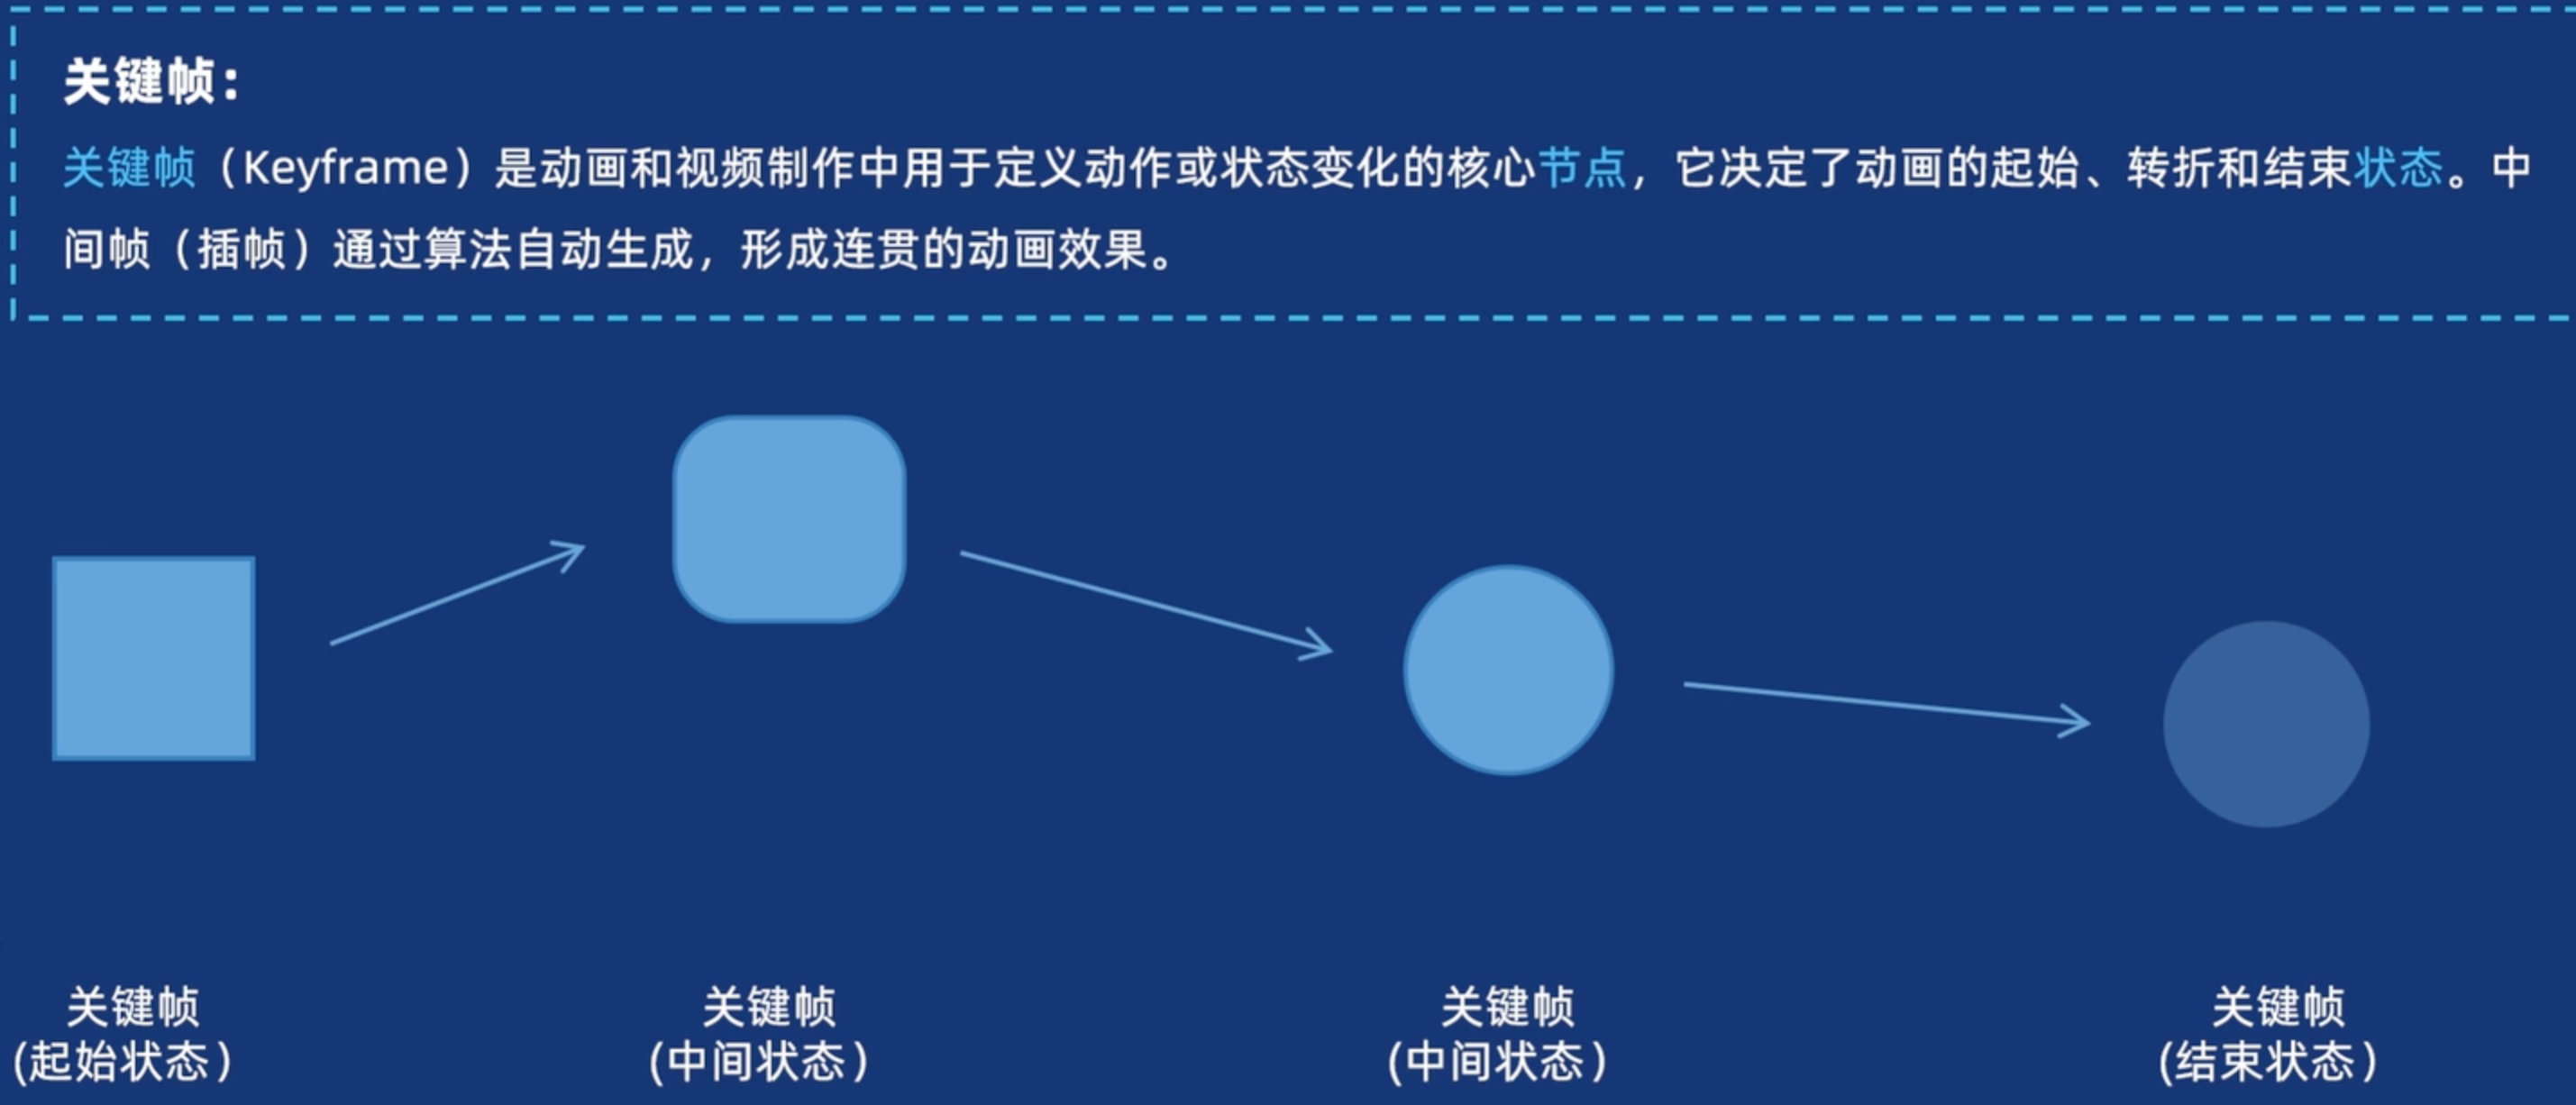 关键帧：
关键帧（Keyframe）是动画和视频制作中用于定义动作或状态变化的核心节点，它决定了动画的起始、转折和结束状态。中
间帧（插帧）通过算法自动生成，形成连贯的动画效果。
关键帧
(起始状态)
关键帧
(中间状态)
关键帧
(中间状态)
关键帧
(结束状态)